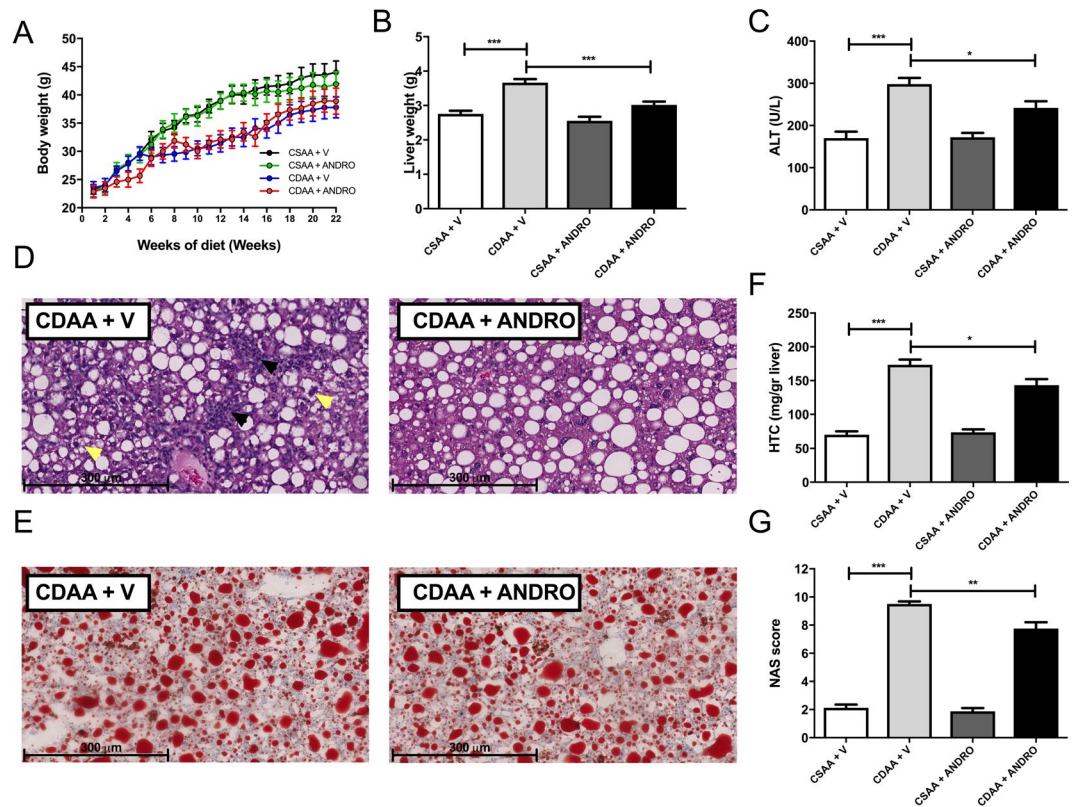 A
Body weight (g)
50
45
40
35
30
25
20
0 2 4 6 8 10 12 14 16 18 20 22
Weeks of diet (Weeks)
CSAA + V
CSAA + ANDRO
CDAA + V
CDAA + ANDRO
B
Liver weight (g)
5
4
3
2
1
0
***
***
CSAA + V
CDAA + V
CSAA + ANDRO
CDAA + ANDRO
C
ALT (U/L)
400
300
200
100
0
***
*
CSAA + V
CDAA + V
CSAA + ANDRO
CDAA + ANDRO
D
CDAA + V
300 µm
CDAA + ANDRO
300 µm
E
CDAA + V
300 µm
CDAA + ANDRO
300 µm
F
HTC (mg/gr liver)
250
200
150
100
50
0
***
*
CSAA + V
CDAA + V
CSAA + ANDRO
CDAA + ANDRO
G
NAS score
12
10
8
6
4
2
0
***
**
CSAA + V
CDAA + V
CSAA + ANDRO
CDAA + ANDRO